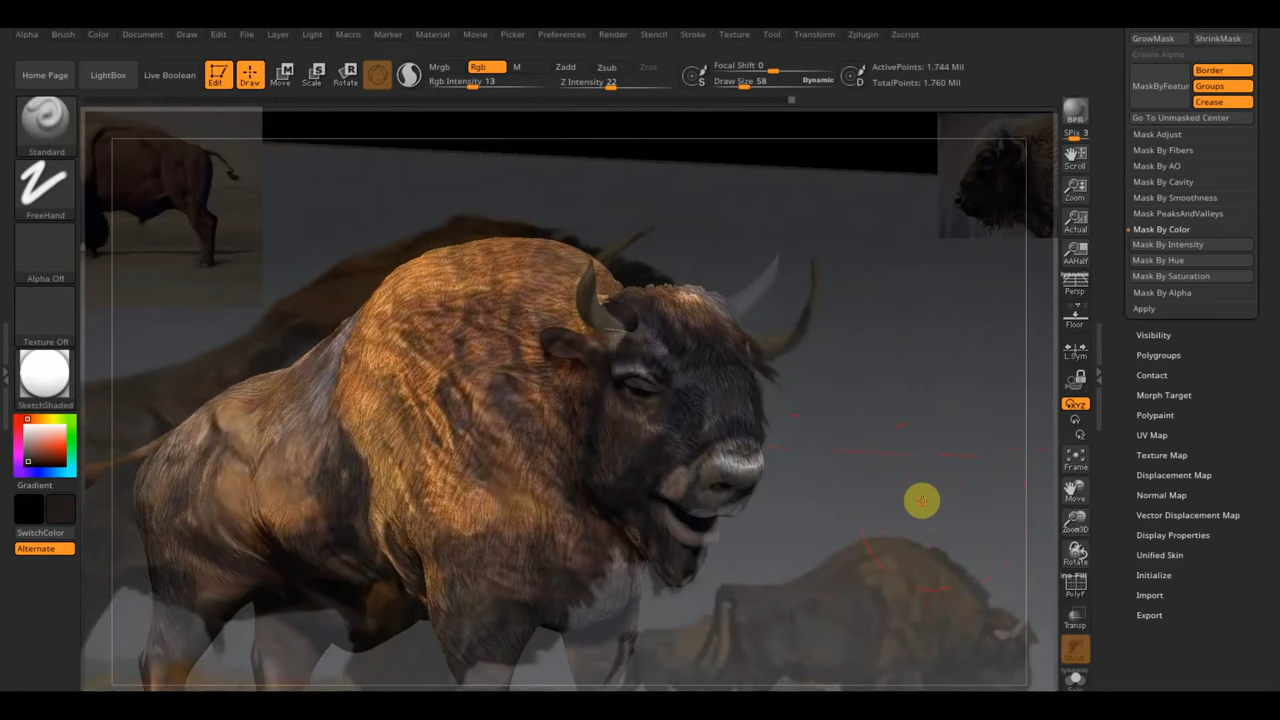 Alpha Brush Color Document Draw Edit File Layer Light Macro Marker Material Movie Picker Preferences Render Stencil Stroke Texture Tool Transform Zplugin Zscript
Home Page
LightBox
Live Boolean
Edit
Draw
Move
Scale
Rotate
Mrgb
Rgb
M
Rgb Intensity 13
Zadd
Zsub
Zcut
Z Intensity 22
S
Focal Shift 0
Draw Size 58
Dynamic
D
ActivePoints: 1.744 Mil
TotalPoints: 1.760 Mil
Standard
FreeHand
Alpha Off
Texture Off
SketchShaded
Gradient
SwitchColor
Alternate
BPR
SPix 3
Scroll
Zoom
Actual
AAHalf
Dynamic
Persp
Floor
L.Sym
XYZ
Frame
Move
Zoom3D
Rotate
PolyF
Transp
Dynamic
Solo
GrowMask
ShrinkMask
Create Alpha
MaskByFeatur
Border
Groups
Crease
Go To Unmasked Center
Mask Adjust
Mask By Fibers
Mask By AO
Mask By Cavity
Mask By Smoothness
Mask PeaksAndValleys
Mask By Color
Mask By Intensity
Mask By Hue
Mask By Saturation
Mask By Alpha
Apply
Visibility
Polygroups
Contact
Morph Target
Polypaint
UV Map
Texture Map
Displacement Map
Normal Map
Vector Displacement Map
Display Properties
Unified Skin
Initialize
Import
Export